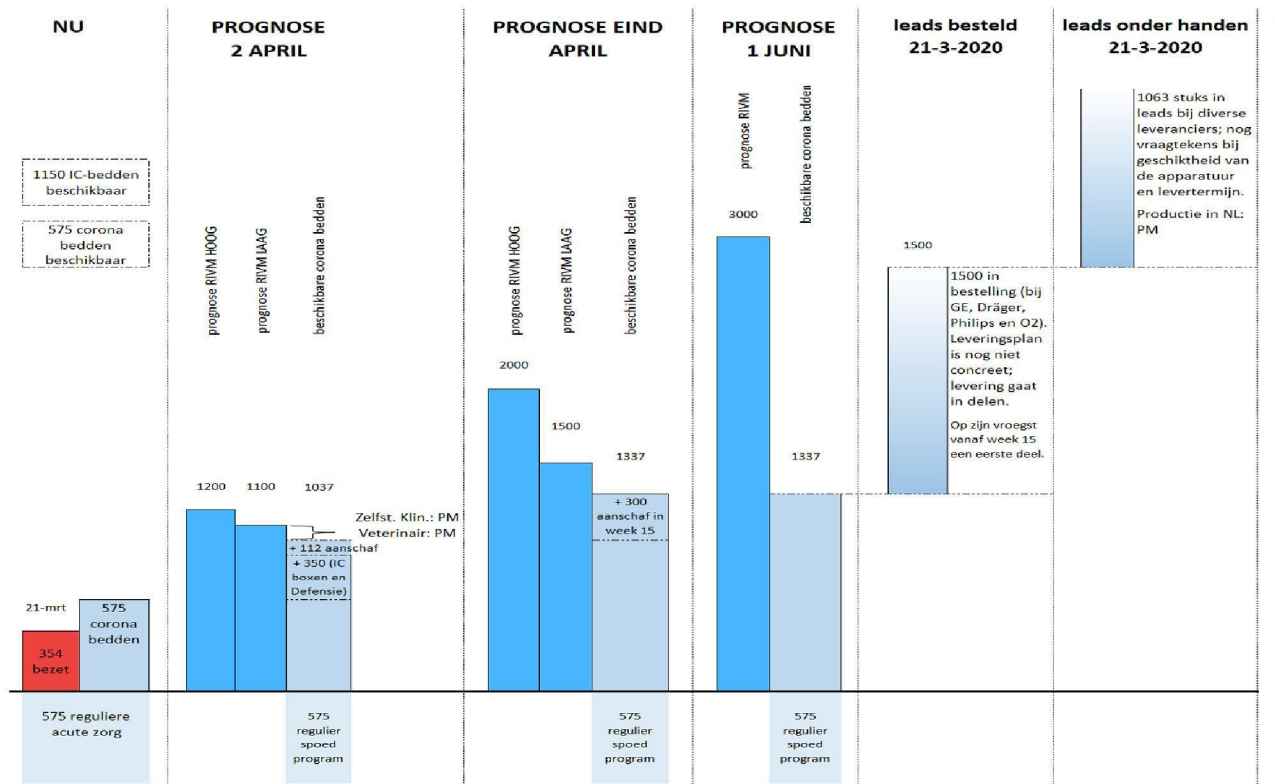 NU
1150 IC-bedden
beschikbaar
575 corona
bedden
beschikbaar
21-mrt
354
bezet
575
corona
bedden
575 reguliere
acute zorg
PROGNOSE
2 APRIL
prognose RIVM HOOG
prognose RIVM LAAG
beschikbare corona bedden
1200
1100
1037
Zelfst. Klin.: PM
Veterinair: PM
+ 112 aanschaf
+ 350 (IC
boxen en
Defensie)
575
regulier
spoed
program
PROGNOSE EIND
APRIL
prognose RIVM HOOG
prognose RIVM LAAG
beschikbare corona bedden
2000
1500
1337
+ 300
aanschaf in
week 15
575
regulier
spoed
program
PROGNOSE
1 JUNI
prognose RIVM
beschikbare corona bedden
3000
1337
575
regulier
spoed
program
leads besteld
21-3-2020
1500
1500 in
bestelling (bij
GE, Dräger,
Philips en O2).
Leveringsplan
is nog niet
concreet;
levering gaat
in delen.
Op zijn vroegst
vanaf week 15
een eerste deel.
leads onder handen
21-3-2020
1063 stuks in
leads bij diverse
leveranciers; nog
vraagtekens bij
geschiktheid van
de apparatuur
en levertermijn.
Productie in NL:
PM